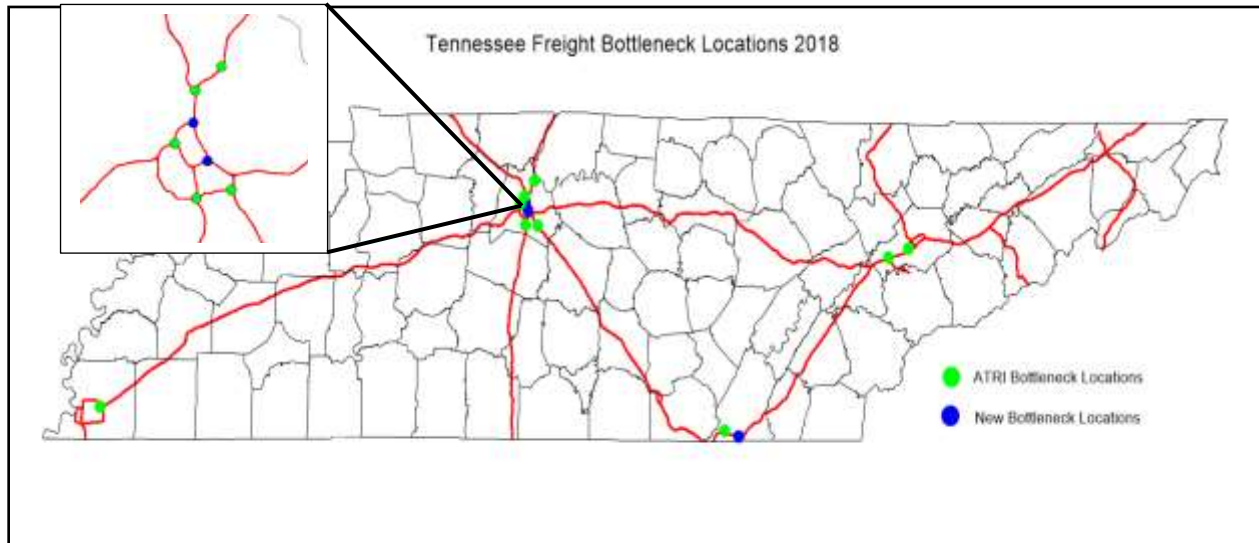 Tennessee Freight Bottleneck Locations 2018
ATRI Bottleneck Locations
New Bottleneck Locations